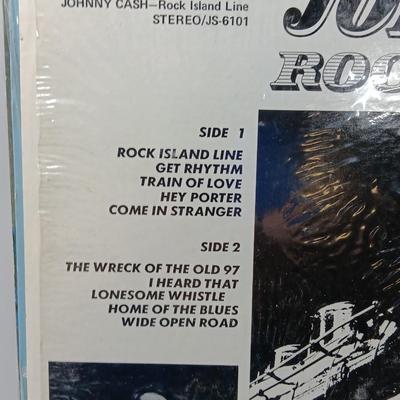 JOHNNY CASH—Rock Island Line
STEREO/JS-6101
SIDE 1
ROCK ISLAND LINE
GET RHYTHM
TRAIN OF LOVE
HEY PORTER
COME IN STRANGER
SIDE 2
THE WRECK OF THE OLD 97
I HEARD THAT
LONESOME WHISTLE
HOME OF THE BLUES
WIDE OPEN ROAD